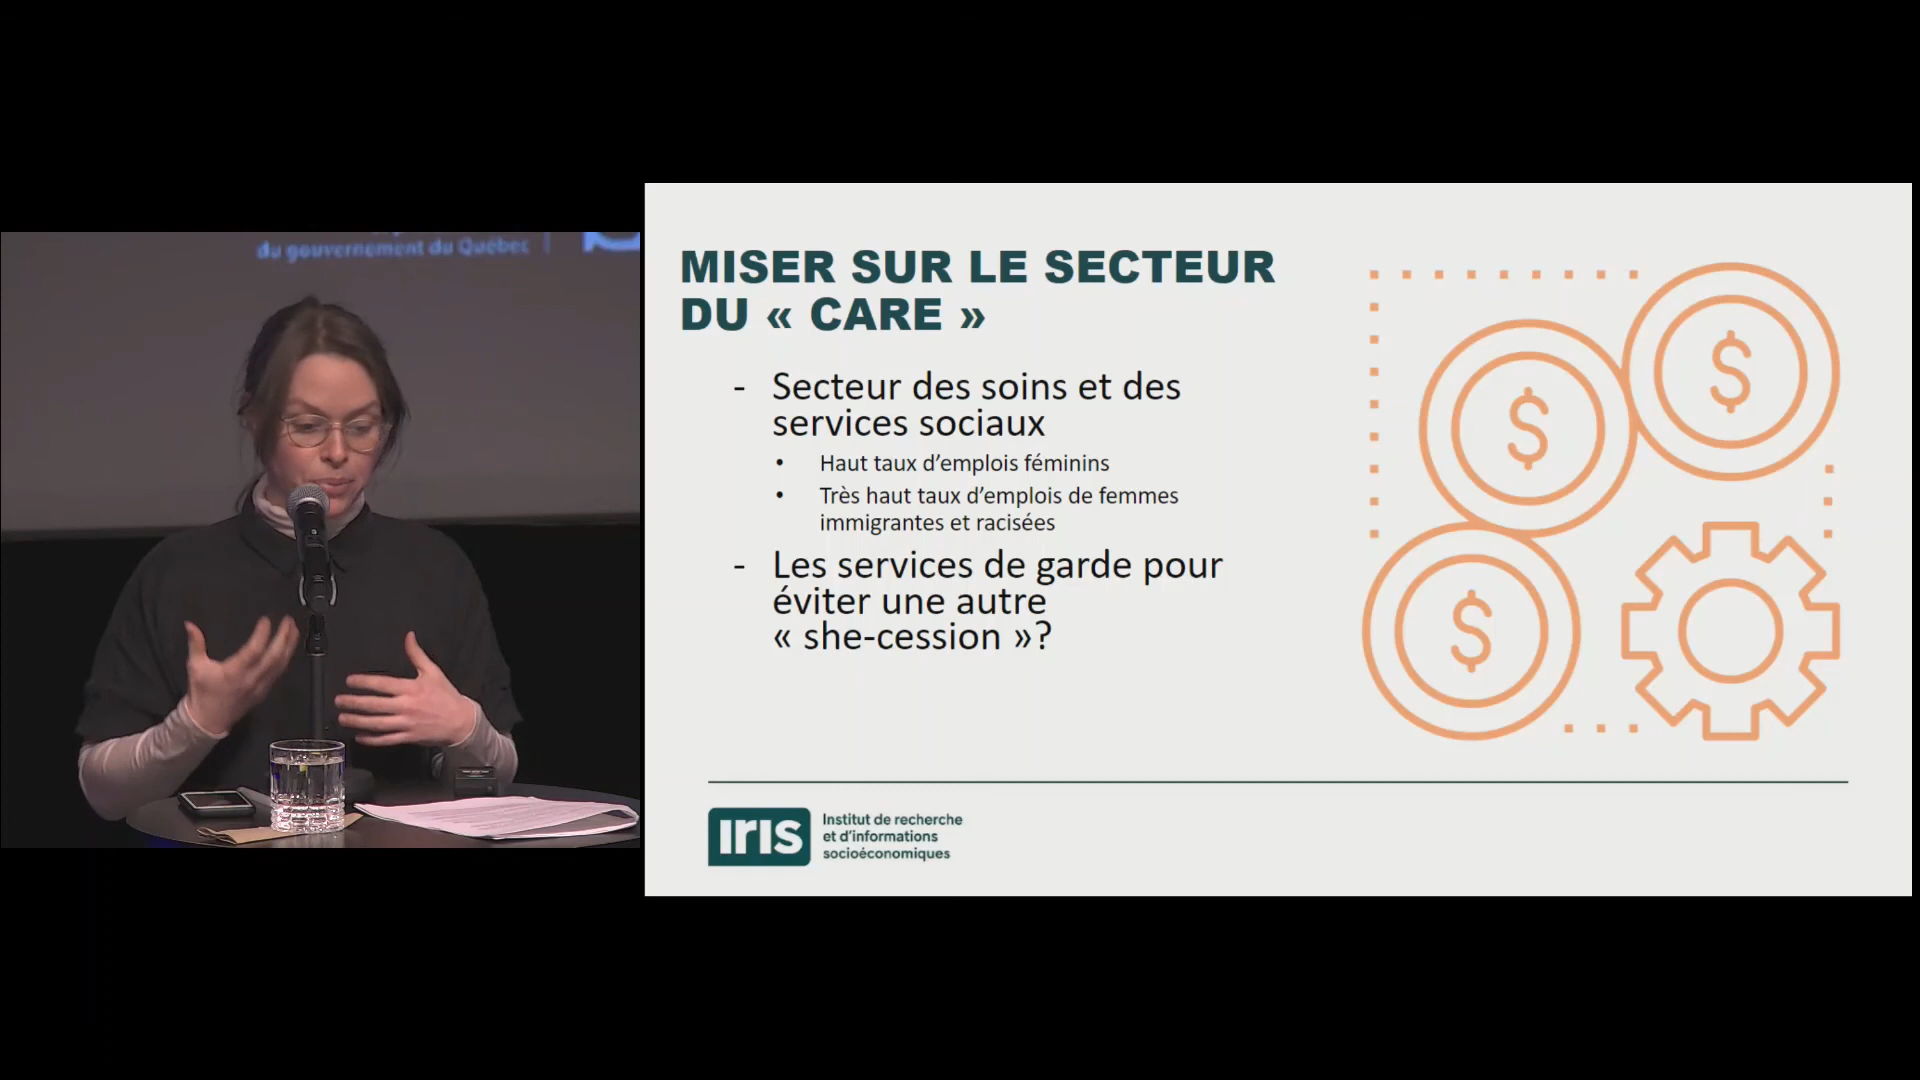 du gouvernement du Québec
MISER SUR LE SECTEUR
DU « CARE »
- Secteur des soins et des
services sociaux
• Haut taux d’emplois féminins
• Très haut taux d’emplois de femmes
immigrantes et racisées
- Les services de garde pour
éviter une autre
« she-cession »?
$
$
$
IRIS
Institut de recherche
et d’informations
socioéconomiques